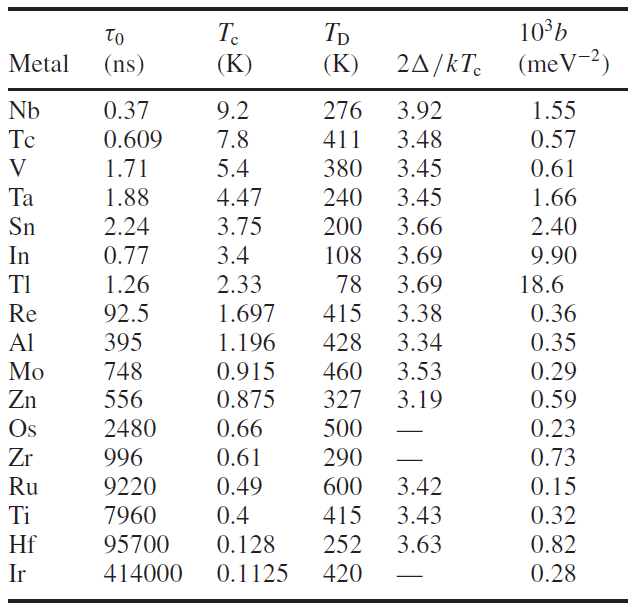 τ₀ T_c T_D 10³b
Metal (ns) (K) (K) 2Δ/kT_c (meV⁻²)
Nb 0.37 9.2 276 3.92 1.55
Tc 0.609 7.8 411 3.48 0.57
V 1.71 5.4 380 3.45 0.61
Ta 1.88 4.47 240 3.45 1.66
Sn 2.24 3.75 200 3.66 2.40
In 0.77 3.4 108 3.69 9.90
Tl 1.26 2.33 78 3.69 18.6
Re 92.5 1.697 415 3.38 0.36
Al 395 1.196 428 3.34 0.35
Mo 748 0.915 460 3.53 0.29
Zn 556 0.875 327 3.19 0.59
Os 2480 0.66 500 — 0.23
Zr 996 0.61 290 — 0.73
Ru 9220 0.49 600 3.42 0.15
Ti 7960 0.4 415 3.43 0.32
Hf 95700 0.128 252 3.63 0.82
Ir 414000 0.1125 420 — 0.28